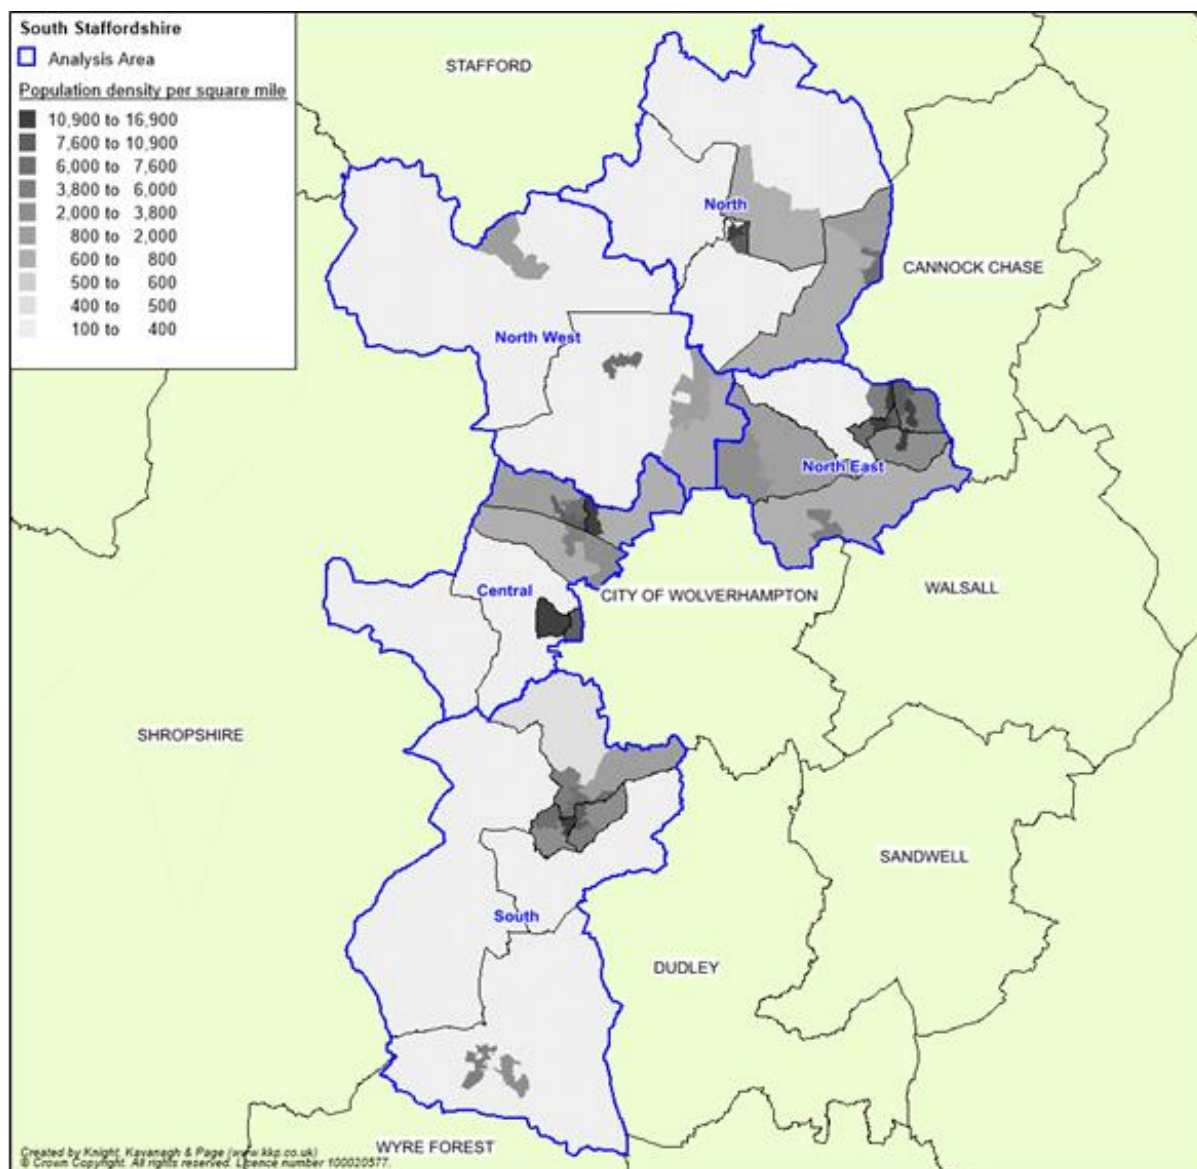 South Staffordshire
Analysis Area
Population density per square mile
10,900 to 16,900
7,600 to 10,900
6,000 to 7,600
3,800 to 6,000
2,000 to 3,800
800 to 2,000
600 to 800
500 to 600
400 to 500
100 to 400
STAFFORD
North
CANNOCK CHASE
North West
North East
Central
CITY OF WOLVERHAMPTON
WALSALL
SHROPSHIRE
SANDWELL
South
DUDLEY
WYRE FOREST
Created by Knight, Kavanagh & Page (www.kkp.co.uk)
© Crown Copyright. All rights reserved. Licence number 100020577.